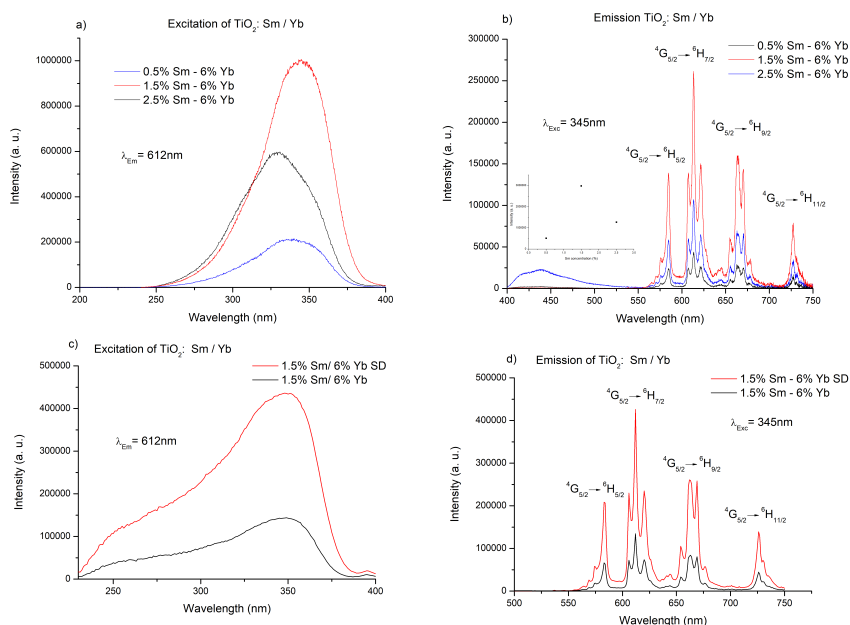 a)
Excitation of TiO2: Sm / Yb
0.5% Sm - 6% Yb
1.5% Sm - 6% Yb
2.5% Sm - 6% Yb
λEm= 612nm
Intensity (a. u.)
1000000
800000
600000
400000
200000
0
200
250
300
350
400
Wavelength (nm)
b)
Emission TiO2: Sm / Yb
0.5% Sm - 6% Yb
1.5% Sm - 6% Yb
2.5% Sm - 6% Yb
λExc= 345nm
4G5/2→6H5/2
4G5/2→6H7/2
4G5/2→6H9/2
4G5/2→6H11/2
Intensity (a. u.)
300000
250000
200000
150000
100000
50000
0
400
450
500
550
600
650
700
750
Wavelength (nm)
c)
Excitation of TiO2: Sm / Yb
1.5% Sm/ 6% Yb SD
1.5% Sm/ 6% Yb
λEm= 612nm
Intensity (a. u.)
500000
400000
300000
200000
100000
0
250
300
350
400
Wavelength (nm)
d)
Emission of TiO2: Sm / Yb
1.5% Sm - 6% Yb SD
1.5% Sm - 6% Yb
λExc= 345nm
4G5/2→6H5/2
4G5/2→6H7/2
4G5/2→6H9/2
4G5/2→6H11/2
Intensity (a. u.)
500000
400000
300000
200000
100000
0
500
550
600
650
700
750
Wavelength (nm)